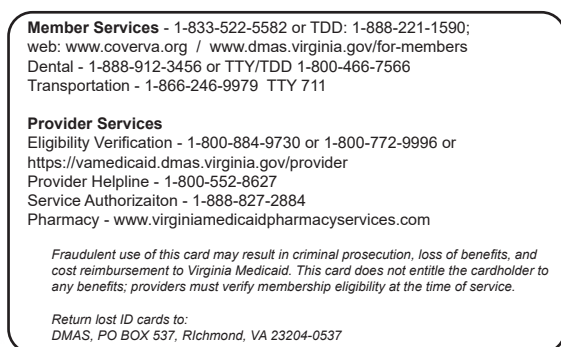 Member Services - 1-833-522-5582 or TDD: 1-888-221-1590;
web: www.coverva.org / www.dmas.virginia.gov/for-members
Dental - 1-888-912-3456 or TTY/TDD 1-800-466-7566
Transportation - 1-866-246-9979 TTY 711
Provider Services
Eligibility Verification - 1-800-884-9730 or 1-800-772-9996 or
https://vamedicaid.dmas.virginia.gov/provider
Provider Helpline - 1-800-552-8627
Service Authorizaiton - 1-888-827-2884
Pharmacy - www.virginiamedicaidpharmacyservices.com
Fraudulent use of this card may result in criminal prosecution, loss of benefits, and
cost reimbursement to Virginia Medicaid. This card does not entitle the cardholder to
any benefits; providers must verify membership eligibility at the time of service.
Return lost ID cards to:
DMAS, PO BOX 537, RIchmond, VA 23204-0537